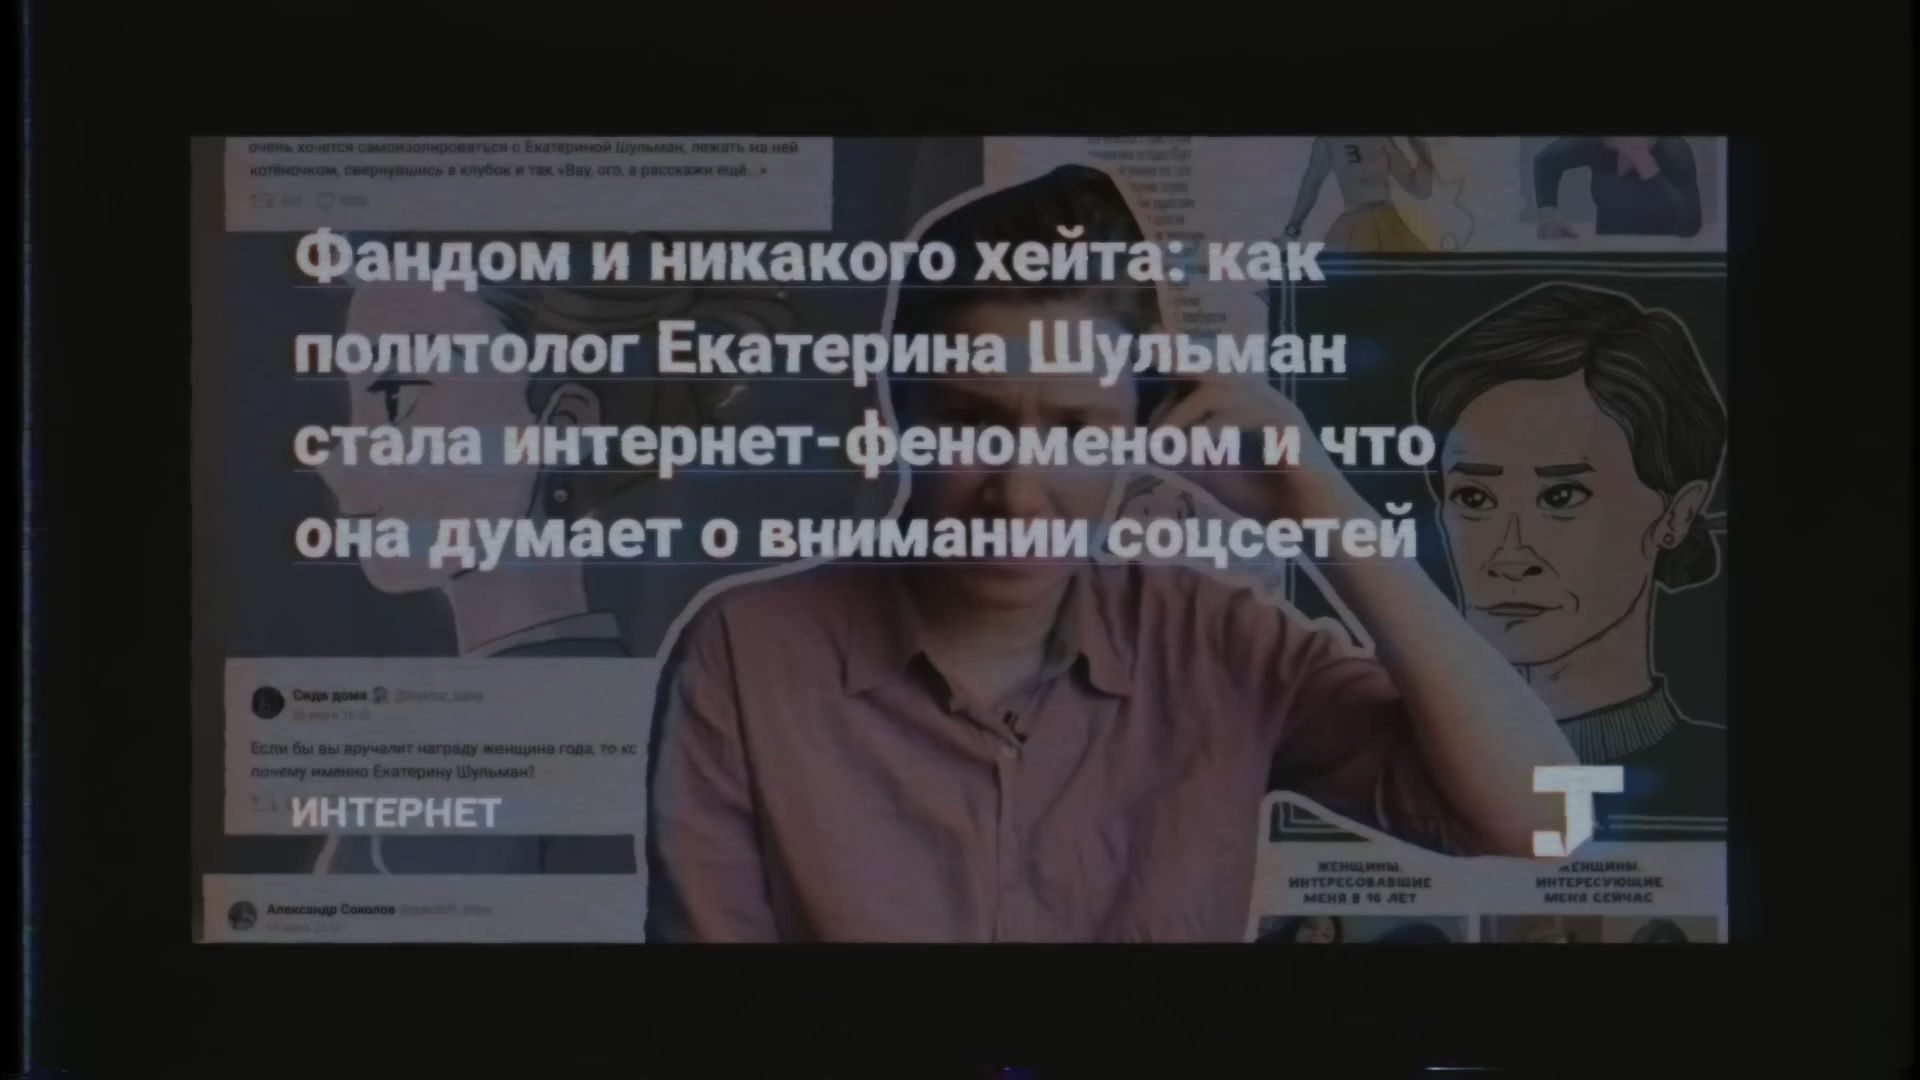 очень хочется самоизолироваться с Екатериной Шульман, лежать на ней
котёночком, свернувшись в клубок и так «Вау, ого, а расскажи ещё...»
Фандом и никакого хейта: как
политолог Екатерина Шульман
стала интернет-феноменом и что
она думает о внимании соцсетей
Сиди дома
Если бы вы вручалит награду женщина года, то
почему именно Екатерину Шульман?
ИНТЕРНЕТ
Александр Соколов
ЖЕНЩИНЫ,
ИНТЕРЕСОВАВШИЕ
МЕНЯ В 16 ЛЕТ
ЖЕНЩИНЫ,
ИНТЕРЕСУЮЩИЕ
МЕНЯ СЕЙЧАС